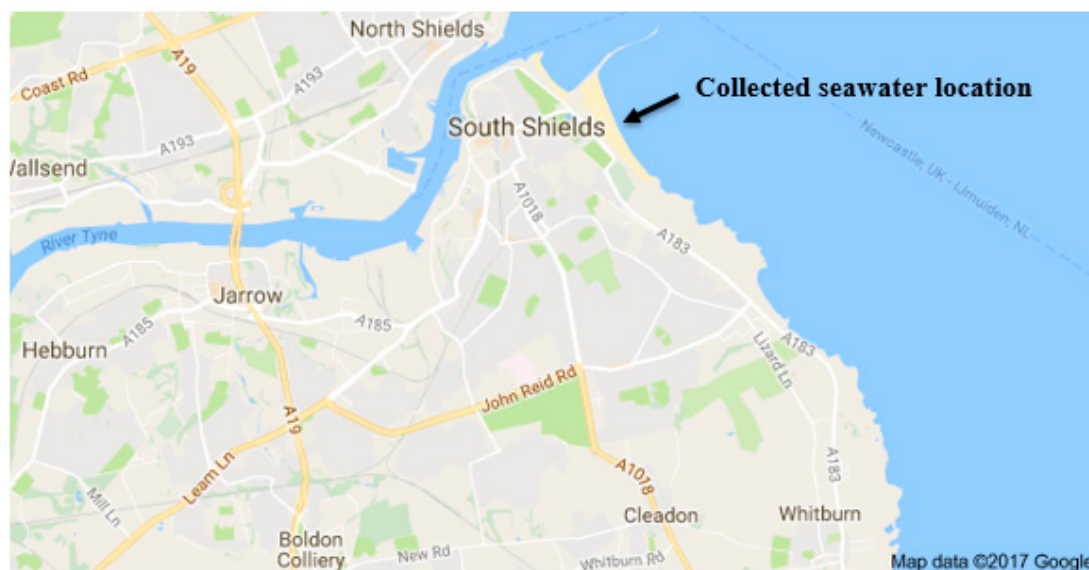 North Shields
A19
Coast Rd
A193
Collected seawater location
South Shields
A193
Wallsend
A1018
Newcastle, UK - IJmuiden, NL
River Tyne
A183
Jarrow
A185
A185
Hebburn
A183
Lizard Ln
John Reid Rd
A19
Leam Ln
A183
A1018
Mill Ln
Cleadon
Whitburn
Boldon
Colliery
New Rd
Whitburn Rd
Map data ©2017 Google